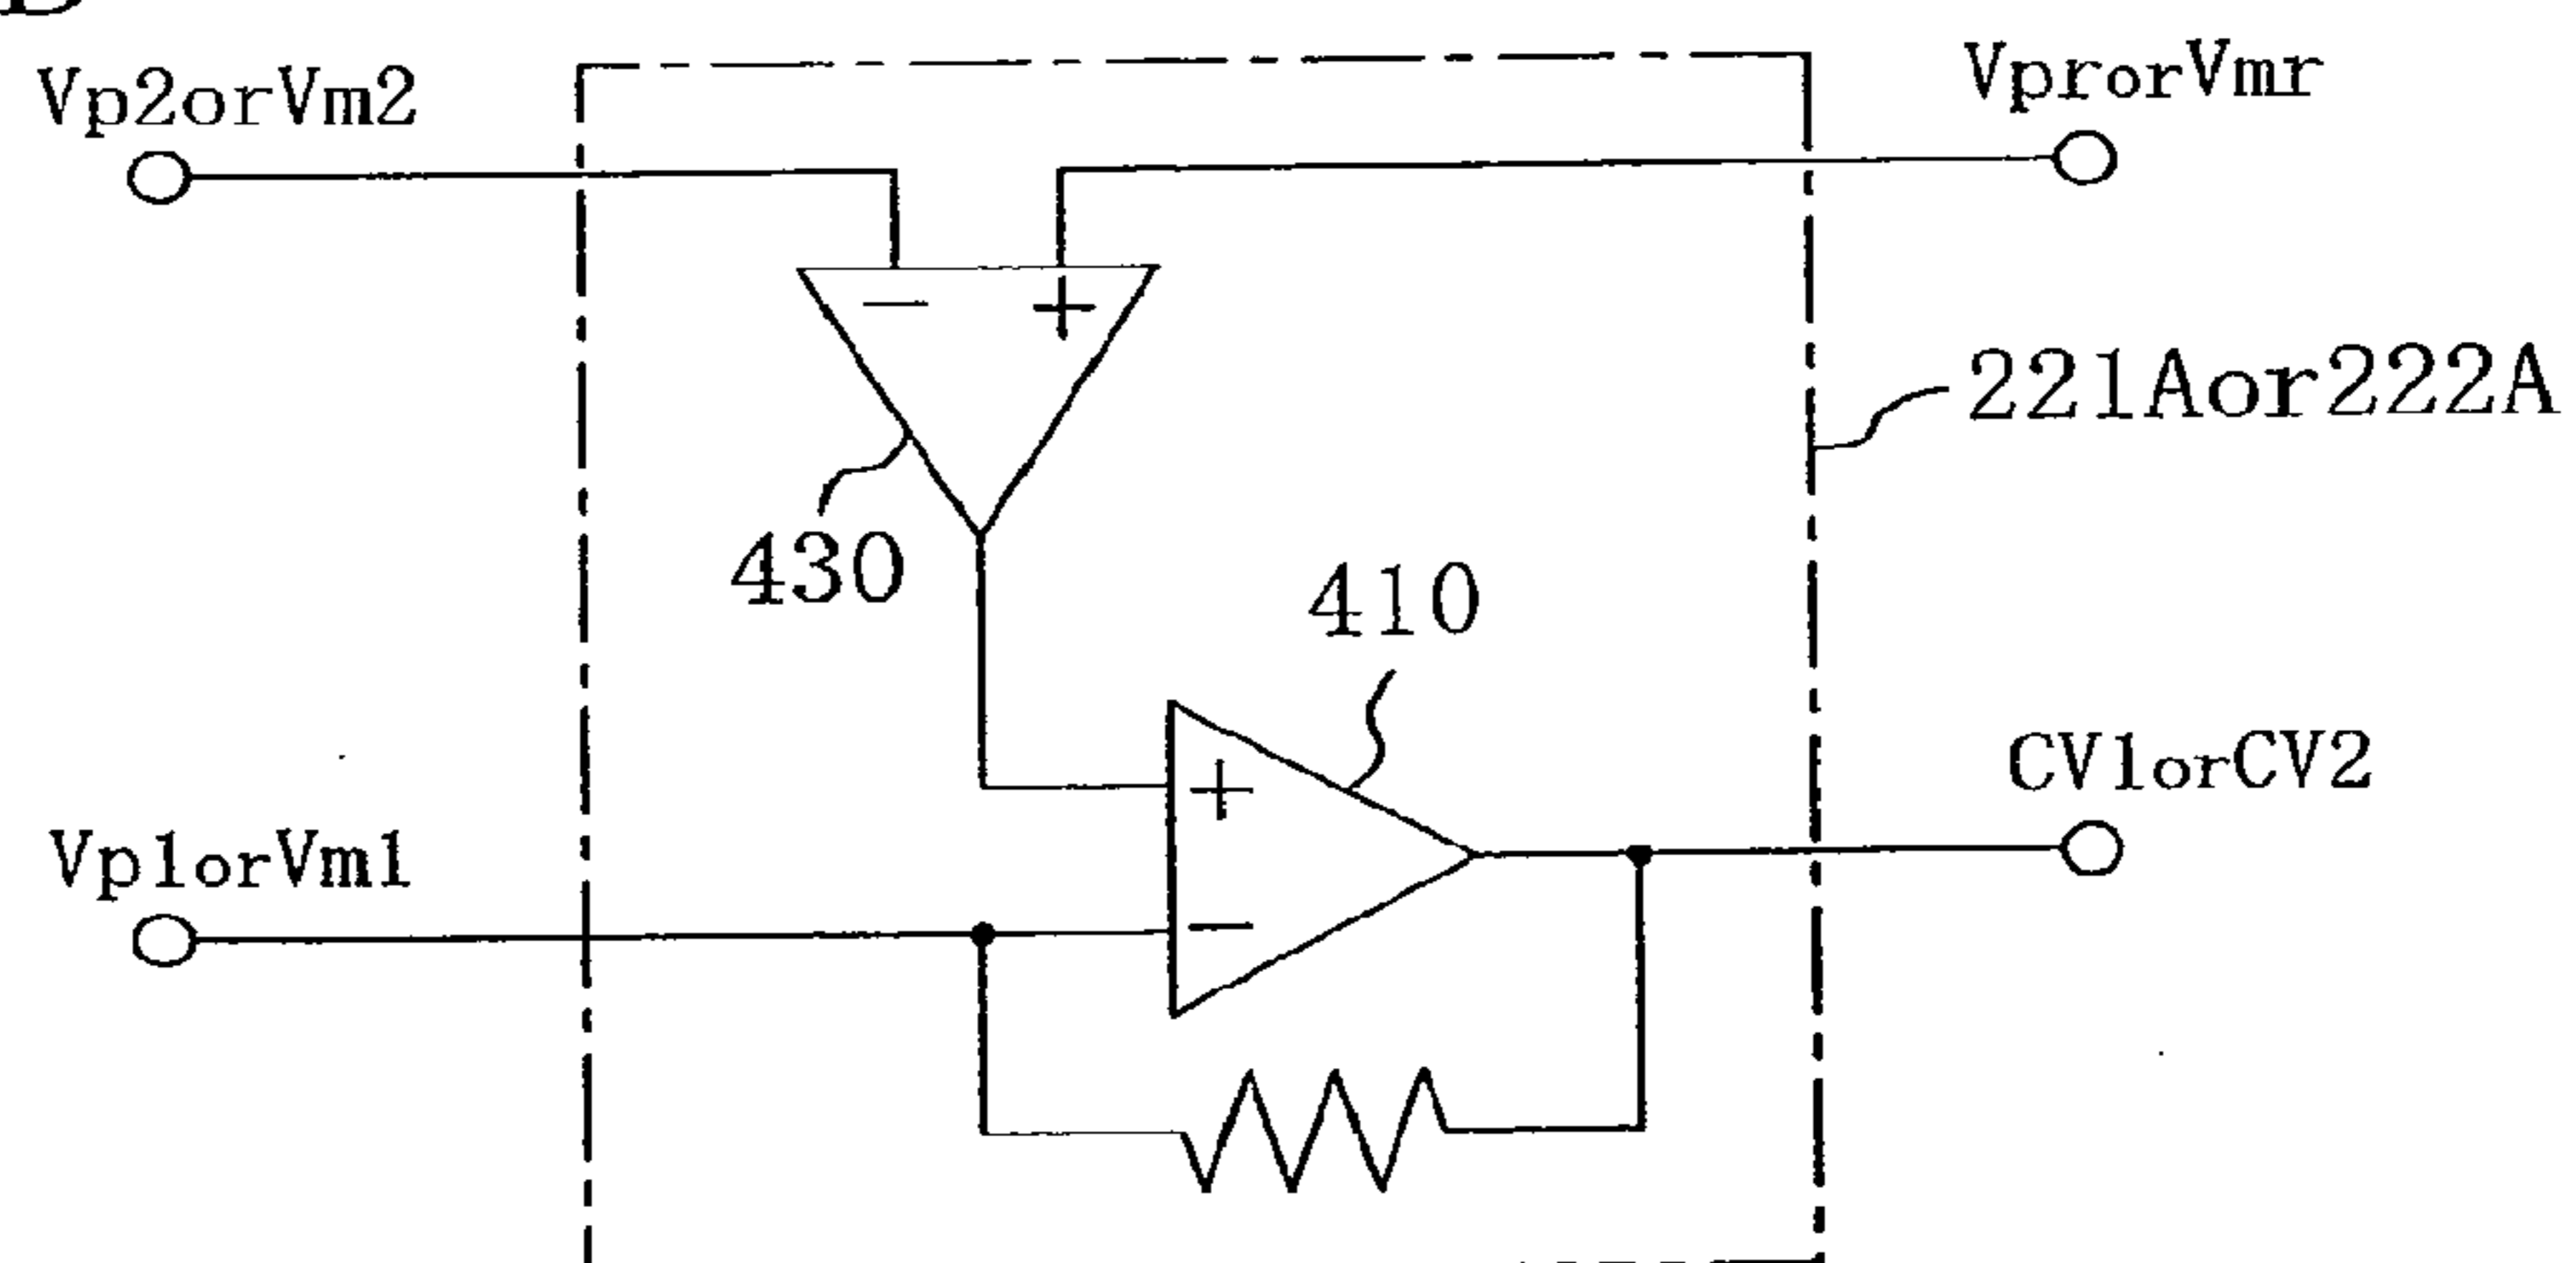 Vp2orVm2
VprorVmr
221Aor222A
−
+
430
410
+
−
CV1orCV2
Vp1orVm1